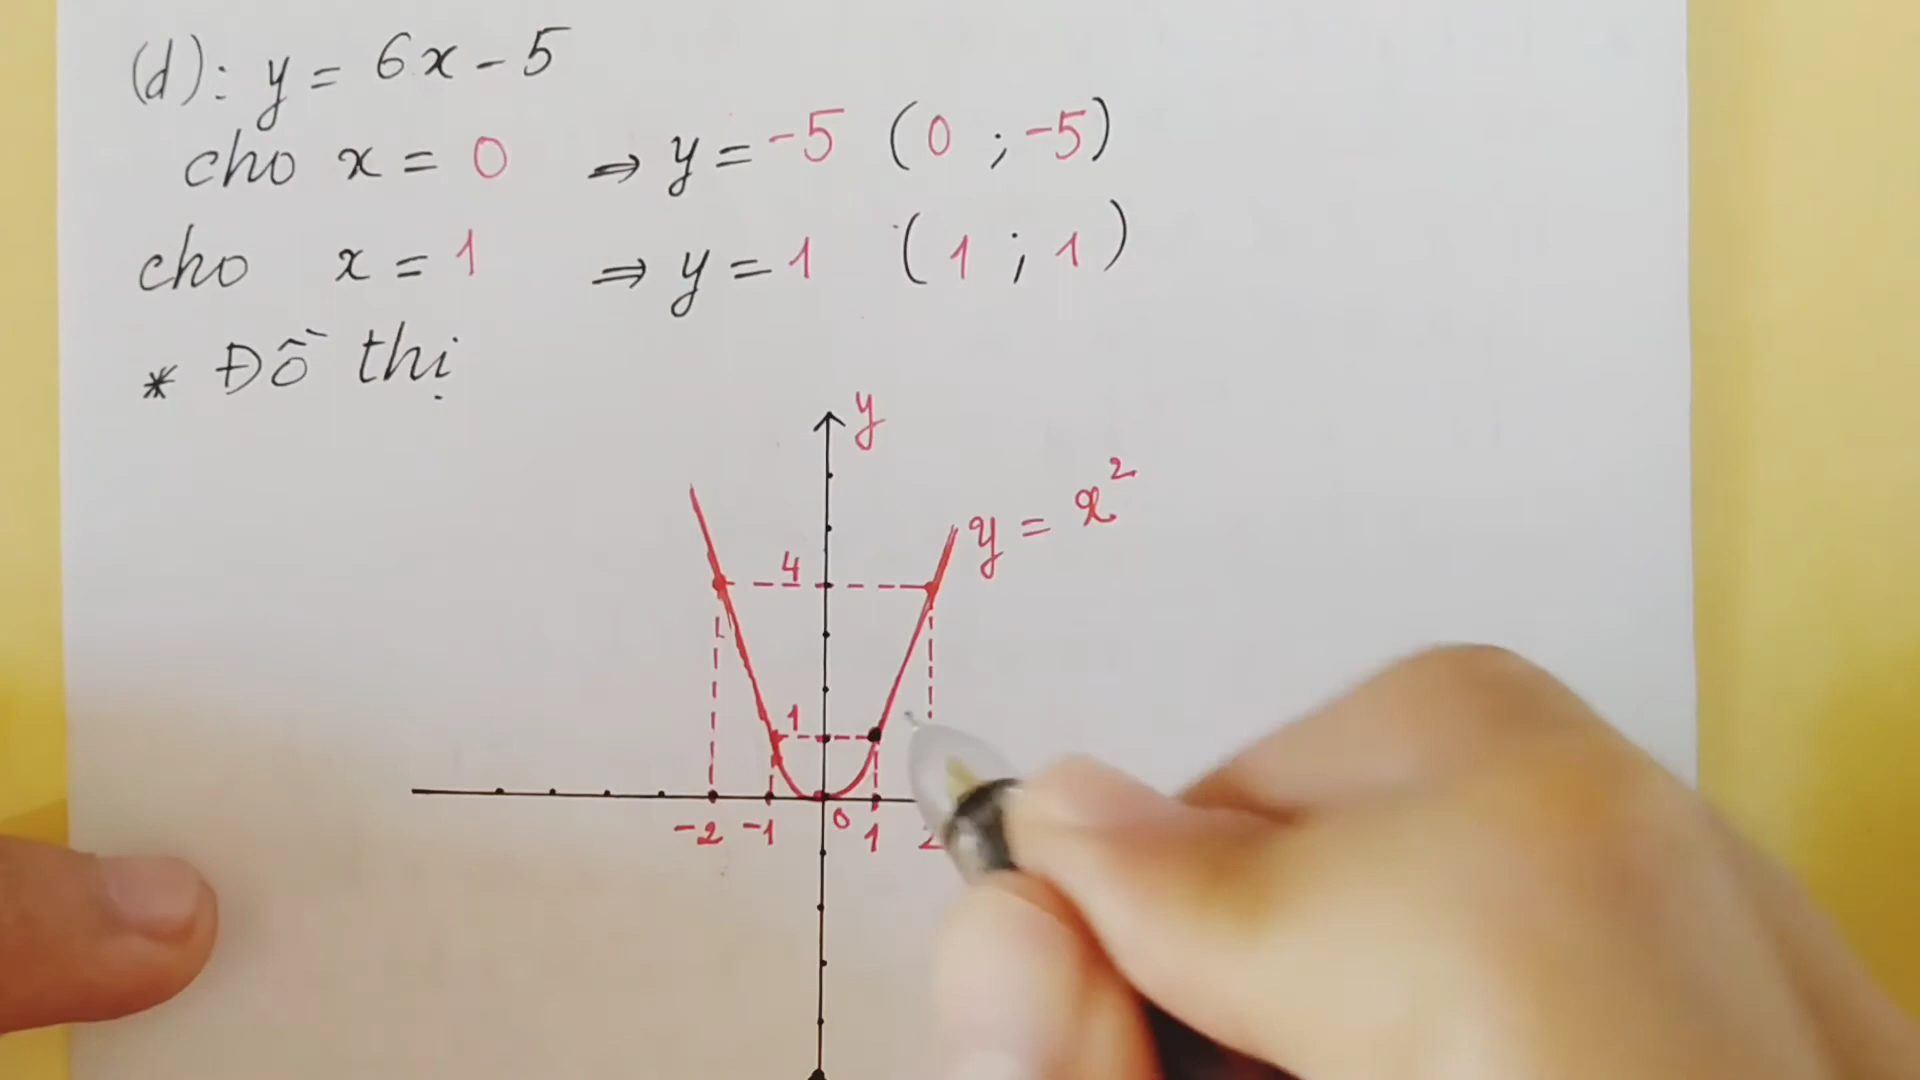 (d): y = 6x - 5
cho x = 0 ⇒ y = -5 (0 ; -5)
cho x = 1 ⇒ y = 1 (1 ; 1)
* Đồ thị
y
y = x²
4
1
-2 -1 0 1 2